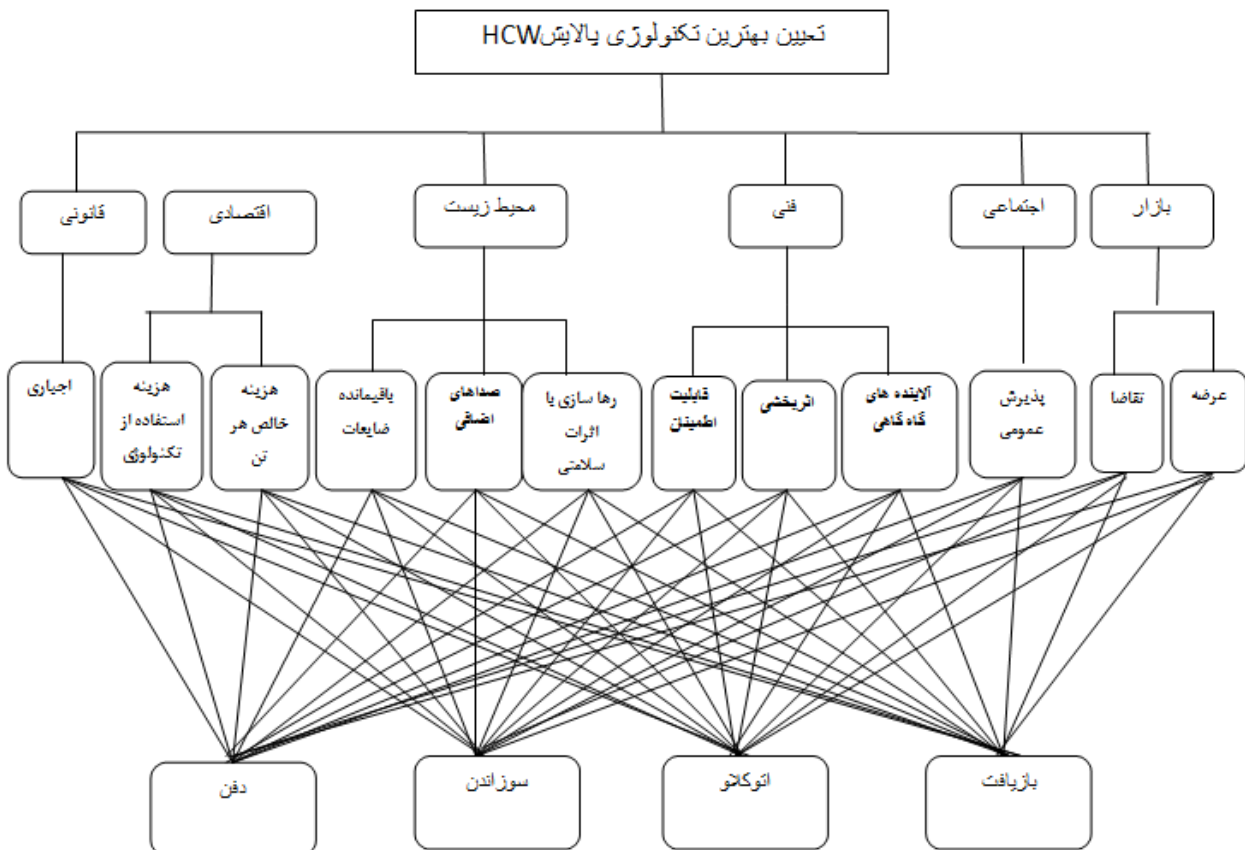 تعیین بهترین تکنولوژی پالایشHCW
بازار
اجتماعی
فنی
محیط زیست
اقتصادی
قانونی
عرضه
تقاضا
پذیرش
عمومی
آلاینده های
گاه گاهی
اثربخشی
قابلیت
اطمینان
رها سازی یا
اثرات
سلامتی
صداهای
اضافی
باقیمانده
ضایعات
هزینه
خالص هر
تن
هزینه
استفاده از
تکنولوژی
اجباری
بازیافت
اتوکلاو
سوزاندن
دفن